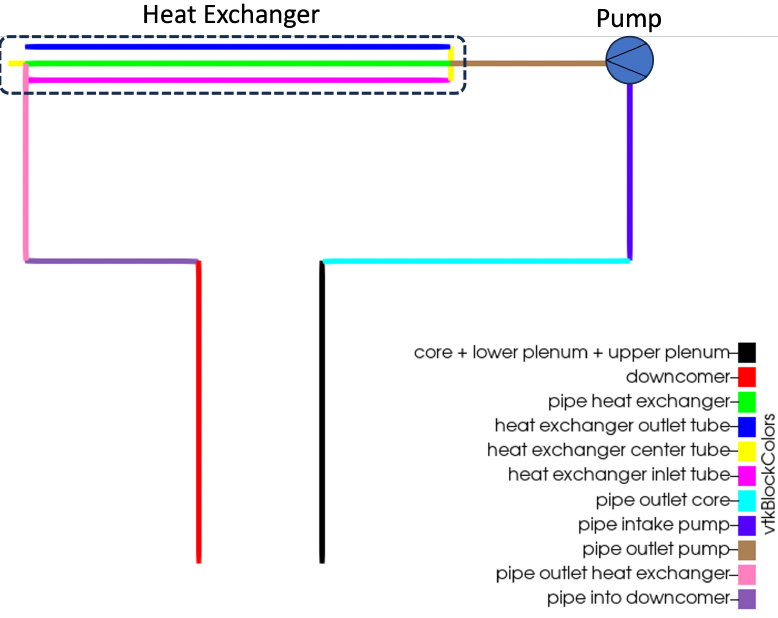 Heat Exchanger
Pump
core + lower plenum + upper plenum
downcomer
pipe heat exchanger
heat exchanger outlet tube
heat exchanger center tube
heat exchanger inlet tube
pipe outlet core
pipe intake pump
pipe outlet pump
pipe outlet heat exchanger
pipe into downcomer
vtkBlockColors